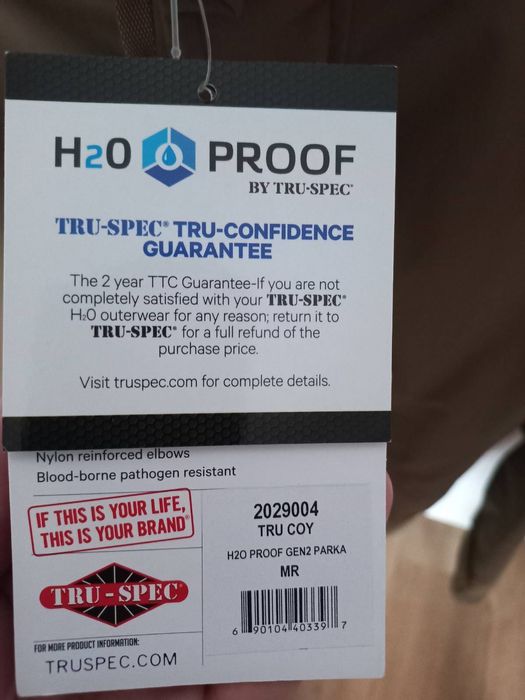 H2O PROOF
BY TRU-SPEC®
TRU-SPEC® TRU-CONFIDENCE
GUARANTEE
The 2 year TTC Guarantee-If you are not
completely satisfied with your TRU-SPEC®
H2O outerwear for any reason; return it to
TRU-SPEC® for a full refund of the
purchase price.
Visit truspec.com for complete details.
Nylon reinforced elbows
Blood-borne pathogen resistant
IF THIS IS YOUR LIFE,
THIS IS YOUR BRAND®
TRU-SPEC®
FOR MORE PRODUCT INFORMATION:
TRUSPEC.COM
2029004
TRU COY
H2O PROOF GEN2 PARKA
MR
6 90104 40339 7